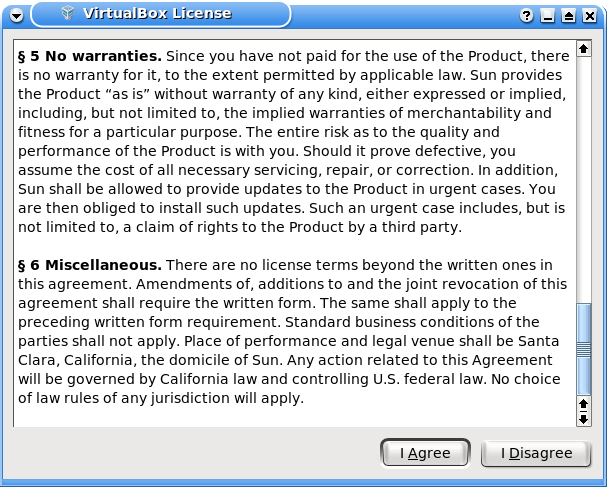 VirtualBox License
§ 5 No warranties. Since you have not paid for the use of the Product, there
is no warranty for it, to the extent permitted by applicable law. Sun provides
the Product “as is” without warranty of any kind, either expressed or implied,
including, but not limited to, the implied warranties of merchantability and
fitness for a particular purpose. The entire risk as to the quality and
performance of the Product is with you. Should it prove defective, you
assume the cost of all necessary servicing, repair, or correction. In addition,
Sun shall be allowed to provide updates to the Product in urgent cases. You
are then obliged to install such updates. Such an urgent case includes, but is
not limited to, a claim of rights to the Product by a third party.
§ 6 Miscellaneous. There are no license terms beyond the written ones in
this agreement. Amendments of, additions to and the joint revocation of this
agreement shall require the written form. The same shall apply to the
preceding written form requirement. Standard business conditions of the
parties shall not apply. Place of performance and legal venue shall be Santa
Clara, California, the domicile of Sun. Any action related to this Agreement
will be governed by California law and controlling U.S. federal law. No choice
of law rules of any jurisdiction will apply.
I Agree
I Disagree